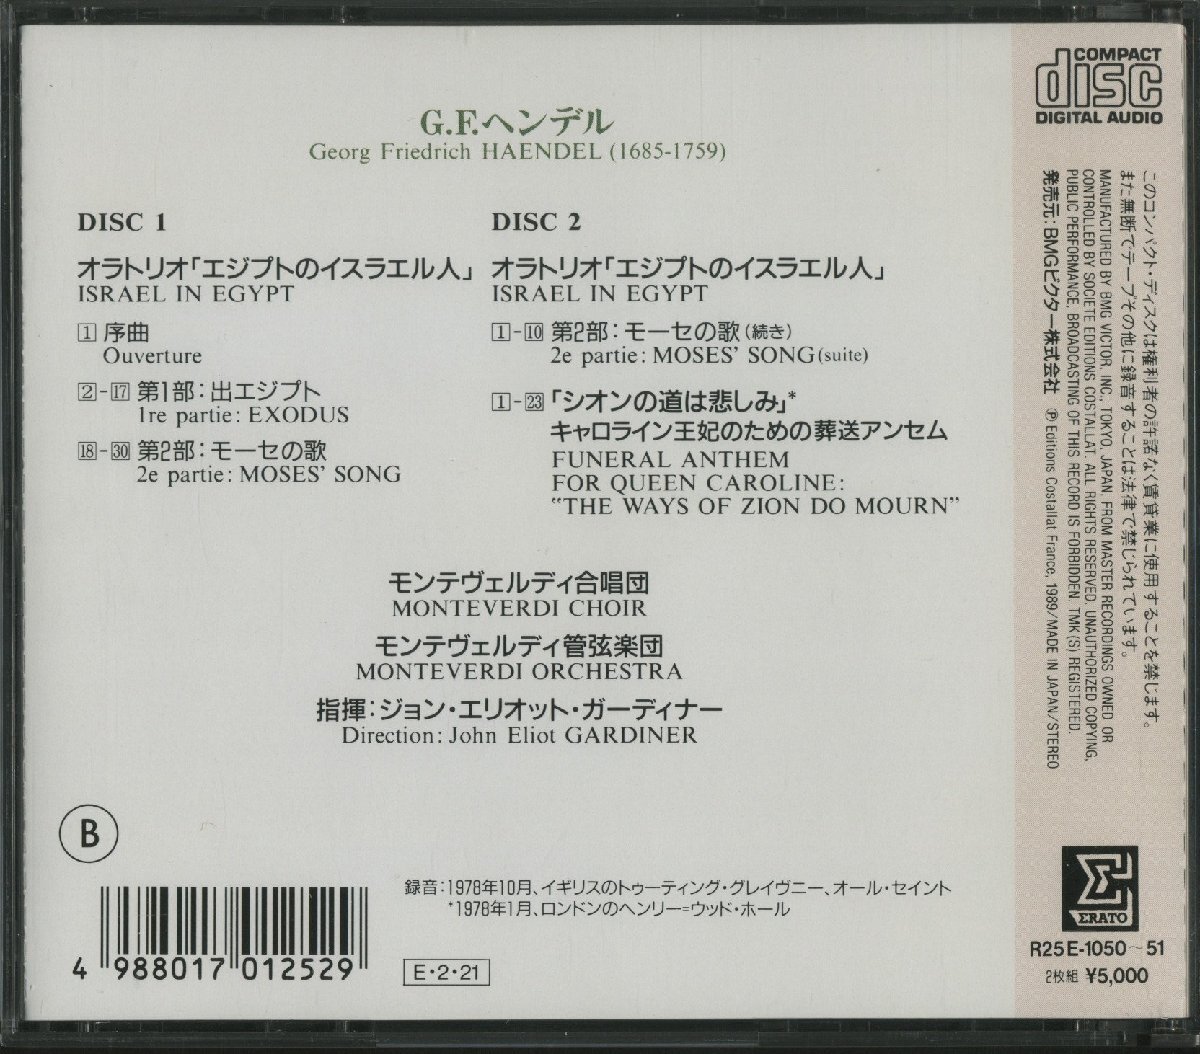 G.F.ヘンデル
Georg Friedrich HAENDEL (1685-1759)
DISC 1
オラトリオ「エジプトのイスラエル人」
ISRAEL IN EGYPT
1 序曲
Ouverture
2-17 第1部:出エジプト
1re partie: EXODUS
18-30 第2部:モーセの歌
2e partie: MOSES' SONG
DISC 2
オラトリオ「エジプトのイスラエル人」
ISRAEL IN EGYPT
1-10 第2部:モーセの歌(続き)
2e partie: MOSES' SONG (suite)
1-23 「シオンの道は悲しみ」*
キャロライン王妃のための葬送アンセム
FUNERAL ANTHEM
FOR QUEEN CAROLINE:
"THE WAYS OF ZION DO MOURN"
モンテヴェルディ合唱団
MONTEVERDI CHOIR
モンテヴェルディ管弦楽団
MONTEVERDI ORCHESTRA
指揮:ジョン・エリオット・ガーディナー
Direction: John Eliot GARDINER
B
4 988017 012529
録音:1978年10月、イギリスのトゥーティング・グレイヴニー、オール・セイント
*1978年1月、ロンドンのヘンリー=ウッド・ホール
E・2・21
COMPACT
disc
DIGITAL AUDIO
このコンパクト・ディスクは権利者の許諾なく賃貸業に使用することを禁じます。
また無断でテープその他に録音することは法律で禁じられています。
MANUFACTURED BY BMG VICTOR, INC., TOKYO, JAPAN, FROM MASTER RECORDINGS OWNED OR
CONTROLLED BY SOCIETE EDITIONS COSTALLAT. ALL RIGHTS RESERVED. UNAUTHORIZED COPYING,
PUBLIC PERFORMANCE, BROADCASTING OF THIS RECORD IS FORBIDDEN. TMK(S) REGISTERED.
発売元:BMGビクター株式会社 ℗ Editions Costallat France, 1989/MADE IN JAPAN/STEREO
ERATO
R25E-1050~51
2枚組 ¥5,000